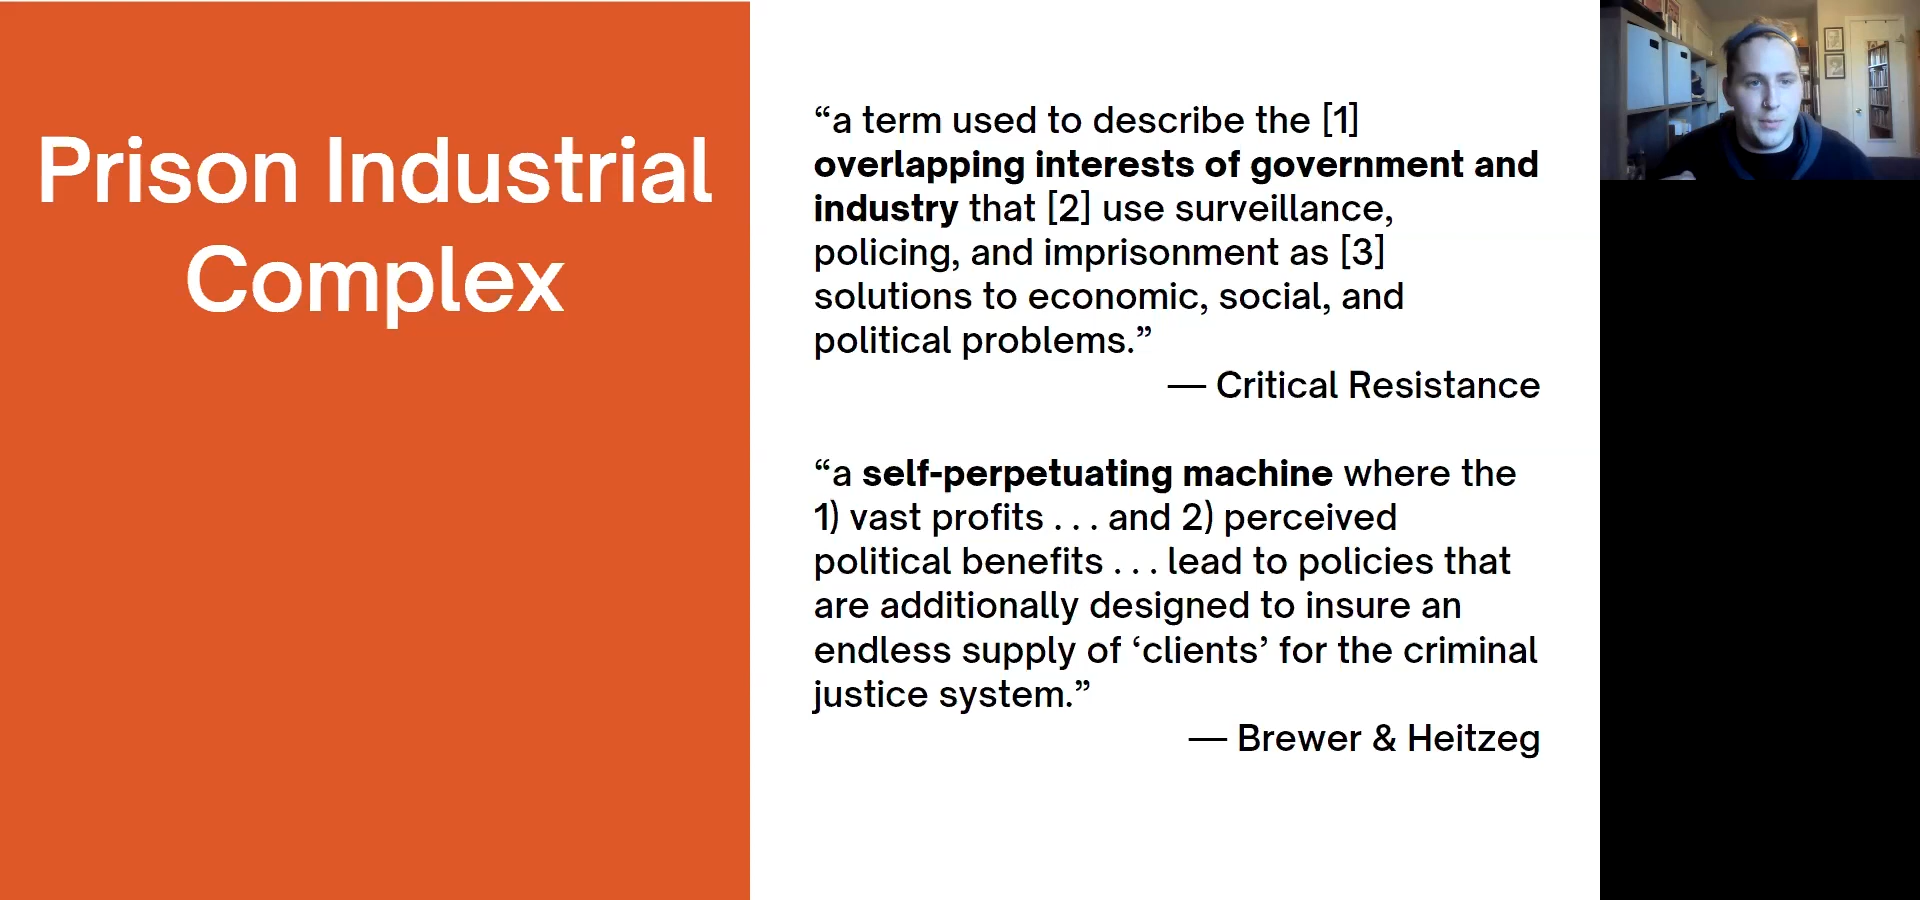 Prison Industrial
Complex
“a term used to describe the [1]
overlapping interests of government and
industry that [2] use surveillance,
policing, and imprisonment as [3]
solutions to economic, social, and
political problems.”
— Critical Resistance
“a self-perpetuating machine where the
1) vast profits . . . and 2) perceived
political benefits . . . lead to policies that
are additionally designed to insure an
endless supply of ‘clients’ for the criminal
justice system.”
— Brewer & Heitzeg